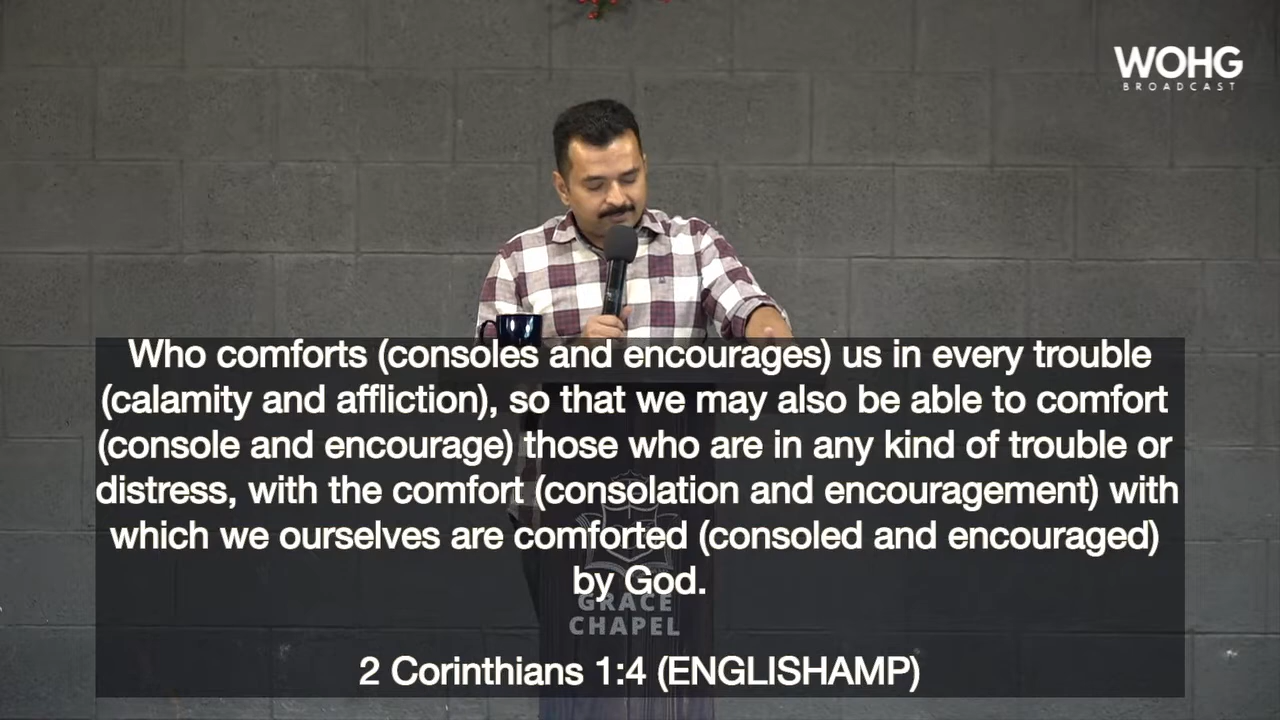 WOHG
BROADCAST
Who comforts (consoles and encourages) us in every trouble
(calamity and affliction), so that we may also be able to comfort
(console and encourage) those who are in any kind of trouble or
distress, with the comfort (consolation and encouragement) with
which we ourselves are comforted (consoled and encouraged)
by God.
GRACE
CHAPEL
2 Corinthians 1:4 (ENGLISHAMP)